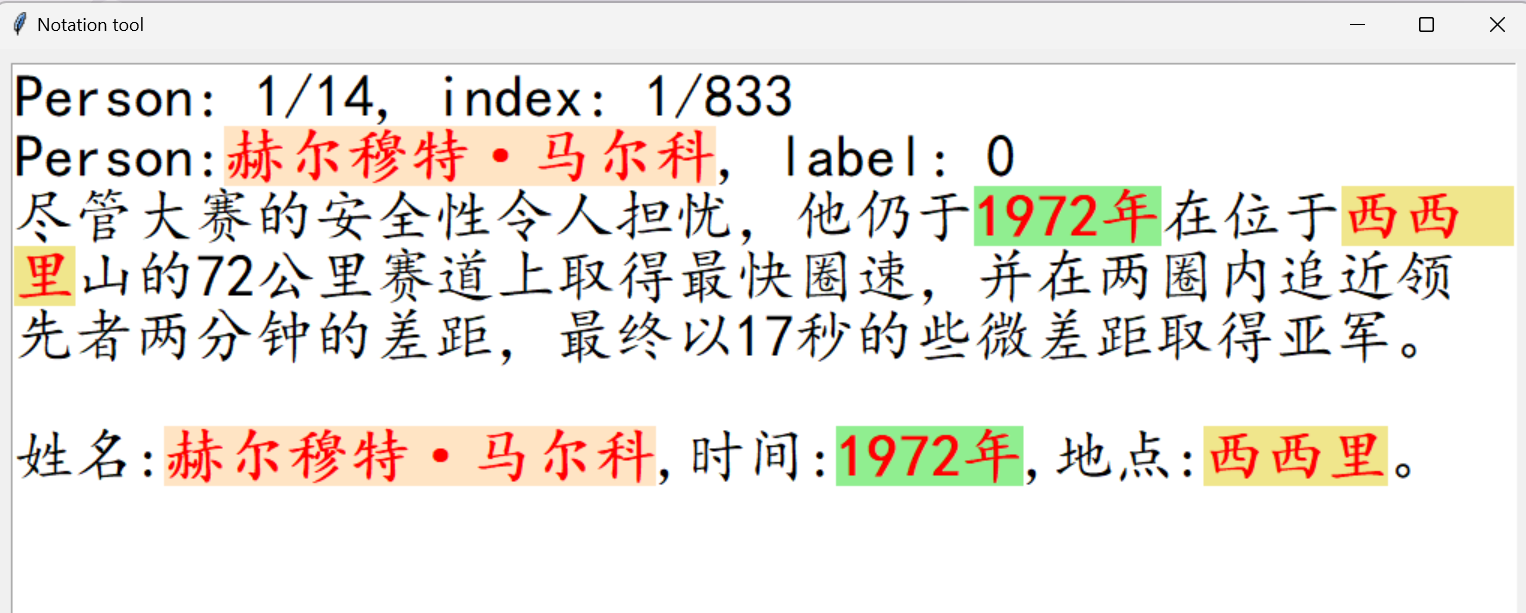 Notation tool
Person: 1/14, index: 1/833
Person:赫尔穆特·马尔科, label: 0
尽管大赛的安全性令人担忧，他仍于1972年在位于西西
里山的72公里赛道上取得最快圈速，并在两圈内追近领
先者两分钟的差距，最终以17秒的些微差距取得亚军。
姓名:赫尔穆特·马尔科,时间:1972年,地点:西西里。